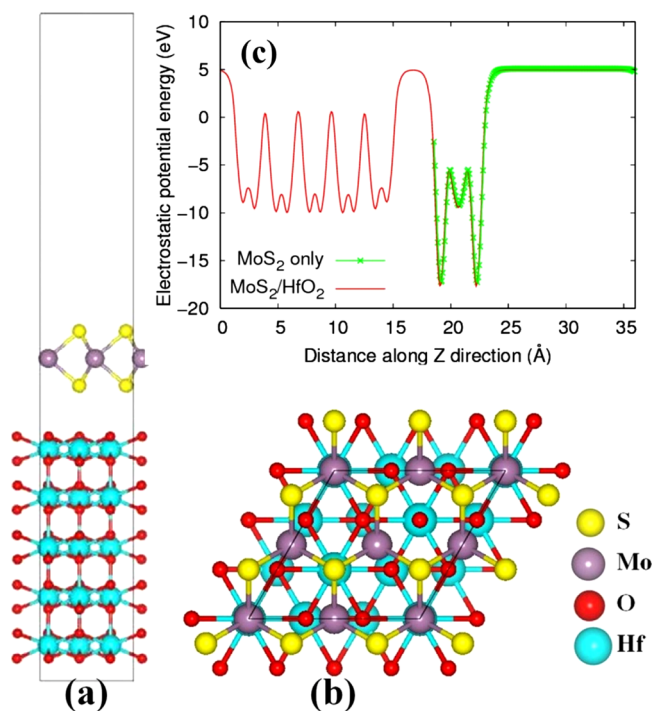 10
5
0
−5
−10
−15
−20
Electrostatic potential energy (eV)
(c)
MoS₂ only
MoS₂/HfO₂
0 5 10 15 20 25 30 35
Distance along Z direction (Å)
S
Mo
O
Hf
(a)
(b)